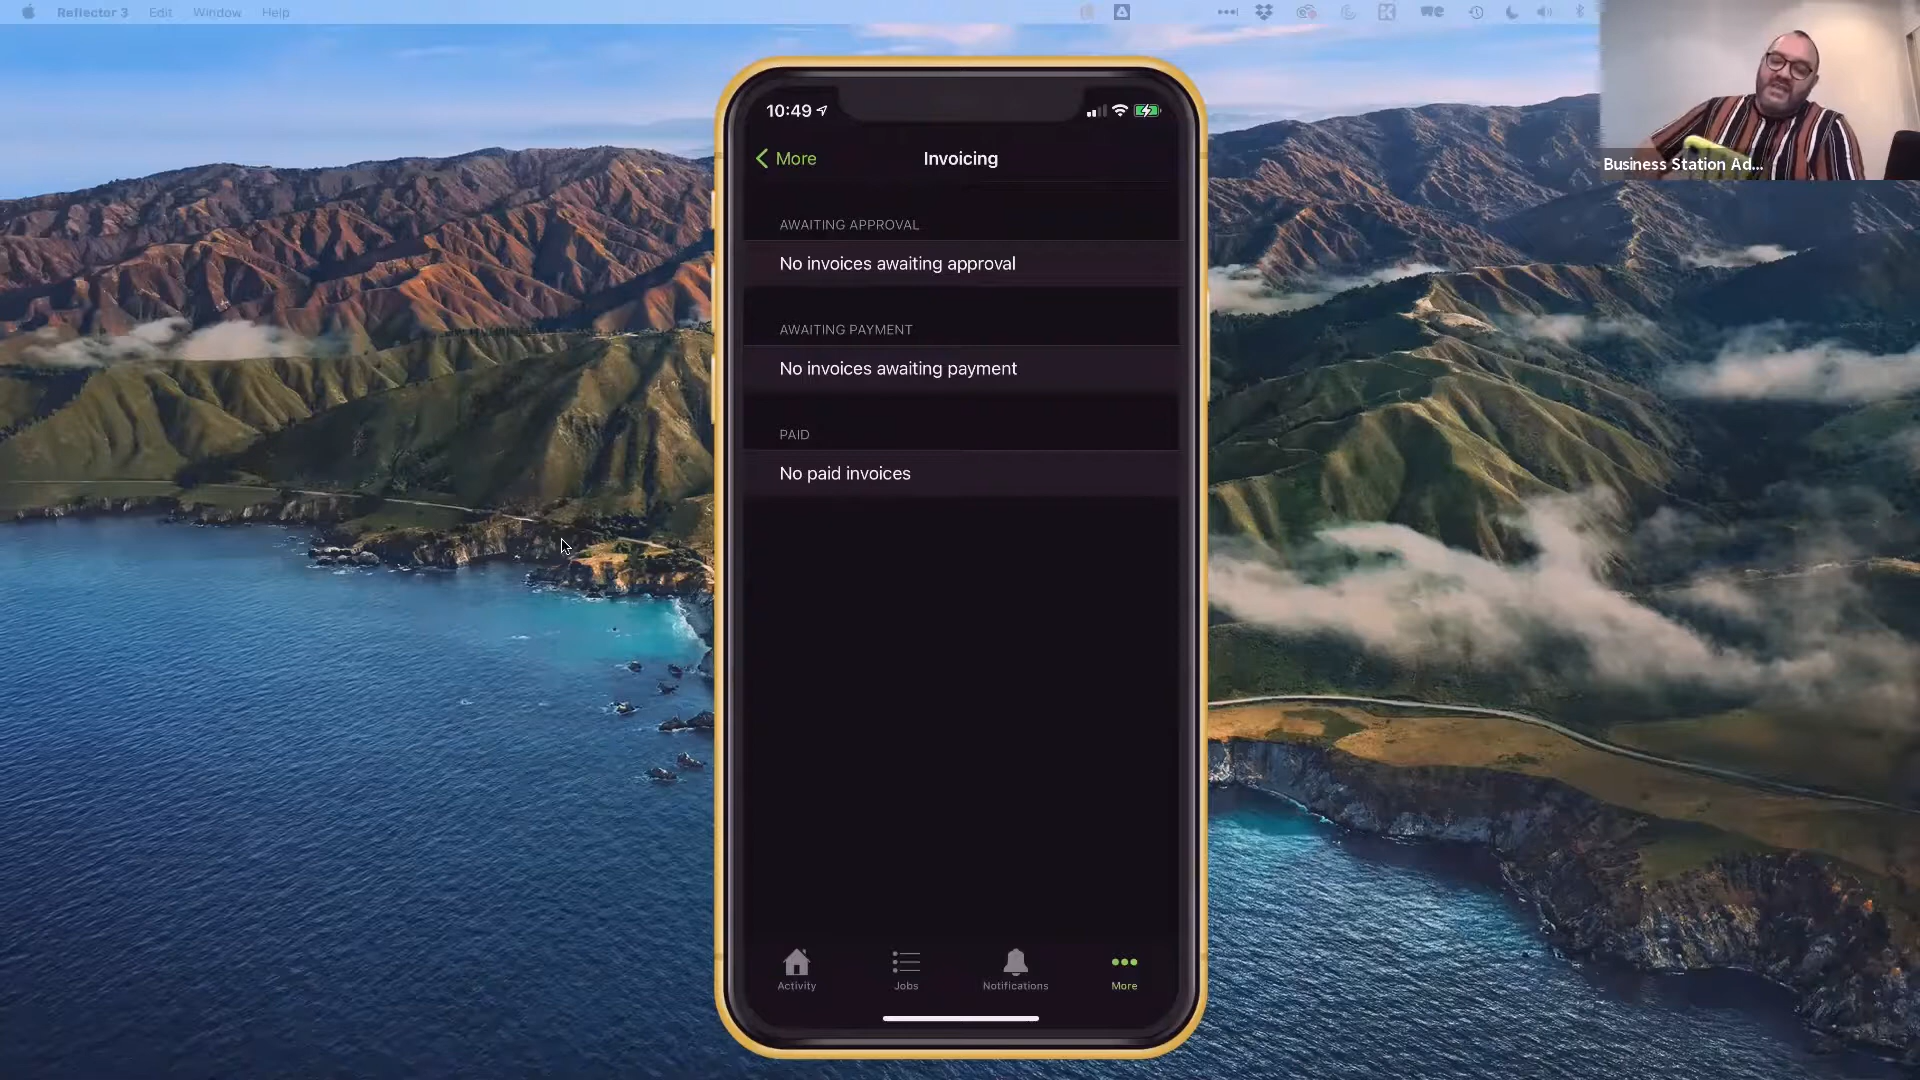 Reflector 3 Edit Window Help
Business Station Ad...
10:49
More
Invoicing
AWAITING APPROVAL
No invoices awaiting approval
AWAITING PAYMENT
No invoices awaiting payment
PAID
No paid invoices
Activity
Jobs
Notifications
More